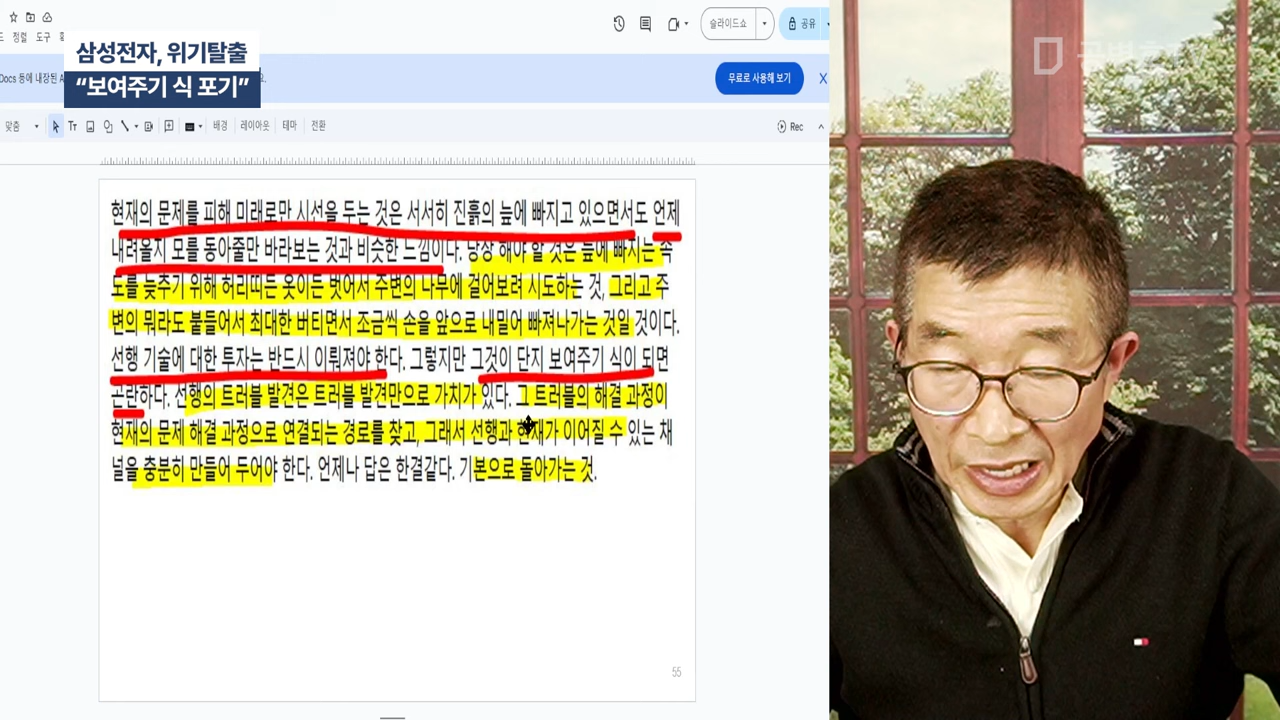 정렬 도구
슬라이드쇼
공유
삼성전자, 위기탈출
“보여주기 식 포기”
Docs 등에 내장된
무료로 사용해 보기
X
맞춤
배경
레이아웃
테마
전환
Rec
현재의 문제를 피해 미래로만 시선을 두는 것은 서서히 진흙의 늪에 빠지고 있으면서도 언제
내려올지 모를 동아줄만 바라보는 것과 비슷한 느낌이다. 당장 해야 할 것은 늪에 빠지는 속
도를 늦추기 위해 허리띠든 옷이든 벗어서 주변의 나무에 걸어보려 시도하는 것, 그리고 주
변의 뭐라도 붙들어서 최대한 버티면서 조금씩 손을 앞으로 내밀어 빠져나가는 것일 것이다.
선행 기술에 대한 투자는 반드시 이뤄져야 한다. 그렇지만 그것이 단지 보여주기 식이 되면
곤란하다. 선행의 트러블 발견은 트러블 발견만으로 가치가 있다. 그 트러블의 해결 과정이
현재의 문제 해결 과정으로 연결되는 경로를 찾고, 그래서 선행과 현재가 이어질 수 있는 채
널을 충분히 만들어 두어야 한다. 언제나 답은 한결같다. 기본으로 돌아가는 것.
55